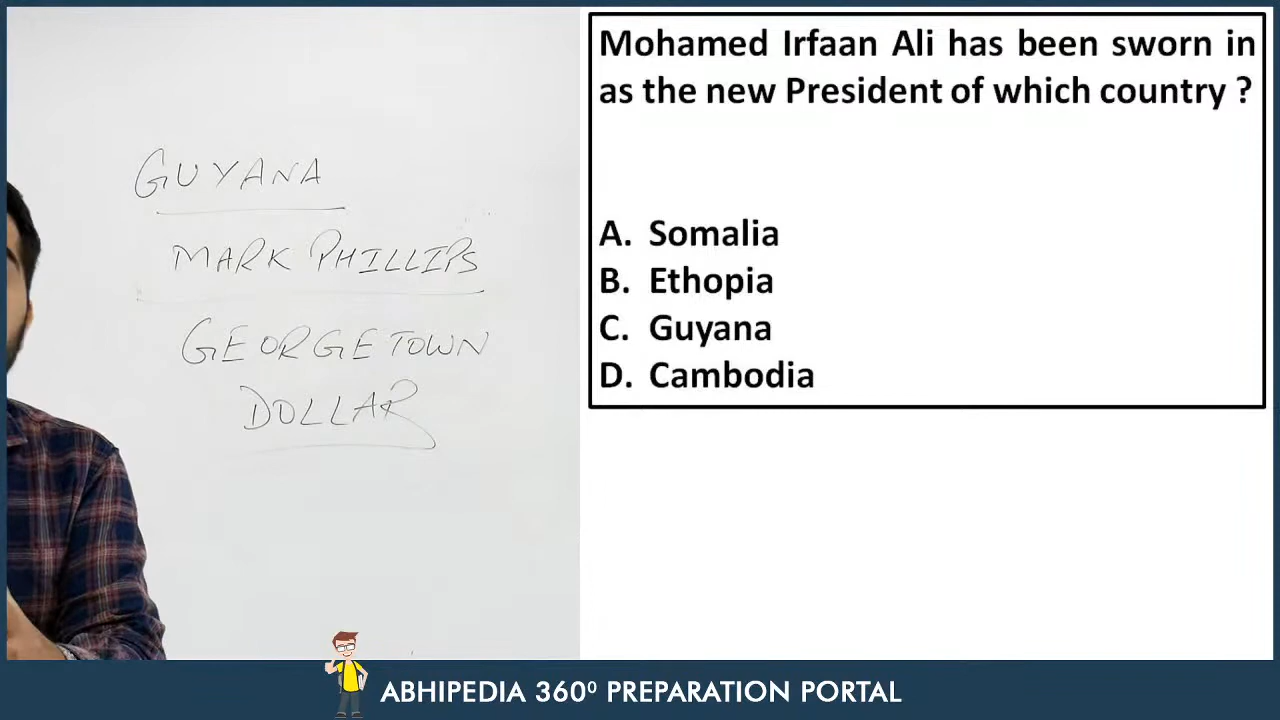 GUYANA
MARK PHILLIPS
GEORGETOWN
DOLLAR
Mohamed Irfaan Ali has been sworn in
as the new President of which country ?
A. Somalia
B. Ethopia
C. Guyana
D. Cambodia
ABHIPEDIA 360⁰ PREPARATION PORTAL